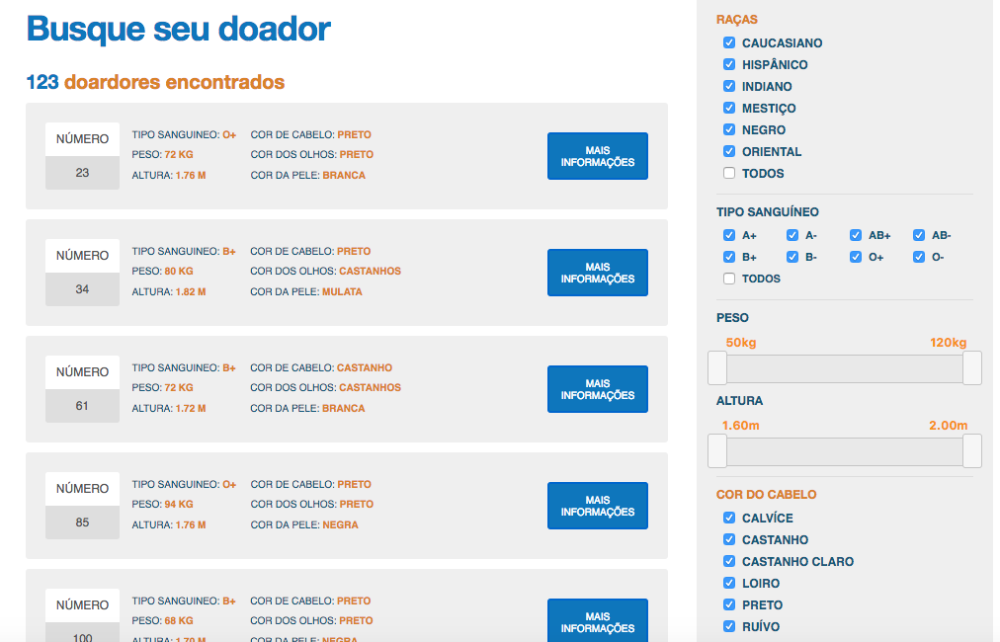 Busque seu doador
123 doardores encontrados
NÚMERO
23
TIPO SANGUINEO: O+
PESO: 72 KG
ALTURA: 1.76 M
COR DE CABELO: PRETO
COR DOS OLHOS: PRETO
COR DA PELE: BRANCA
MAIS
INFORMAÇÕES
NÚMERO
34
TIPO SANGUINEO: B+
PESO: 80 KG
ALTURA: 1.82 M
COR DE CABELO: PRETO
COR DOS OLHOS: CASTANHOS
COR DA PELE: MULATA
MAIS
INFORMAÇÕES
NÚMERO
61
TIPO SANGUINEO: B+
PESO: 72 KG
ALTURA: 1.72 M
COR DE CABELO: CASTANHO
COR DOS OLHOS: CASTANHOS
COR DA PELE: BRANCA
MAIS
INFORMAÇÕES
NÚMERO
85
TIPO SANGUINEO: O+
PESO: 94 KG
ALTURA: 1.76 M
COR DE CABELO: PRETO
COR DOS OLHOS: PRETO
COR DA PELE: NEGRA
MAIS
INFORMAÇÕES
NÚMERO
100
TIPO SANGUINEO: B+
PESO: 68 KG
ALTURA: 1.70 M
COR DE CABELO: PRETO
COR DOS OLHOS: PRETO
COR DA PELE: NEGRA
MAIS
INFORMAÇÕES
RAÇAS
CAUCASIANO
HISPÂNICO
INDIANO
MESTIÇO
NEGRO
ORIENTAL
TODOS
TIPO SANGUÍNEO
A+ A- AB+ AB-
B+ B- O+ O-
TODOS
PESO
50kg 120kg
ALTURA
1.60m 2.00m
COR DO CABELO
CALVÍCE
CASTANHO
CASTANHO CLARO
LOIRO
PRETO
RUÍVO